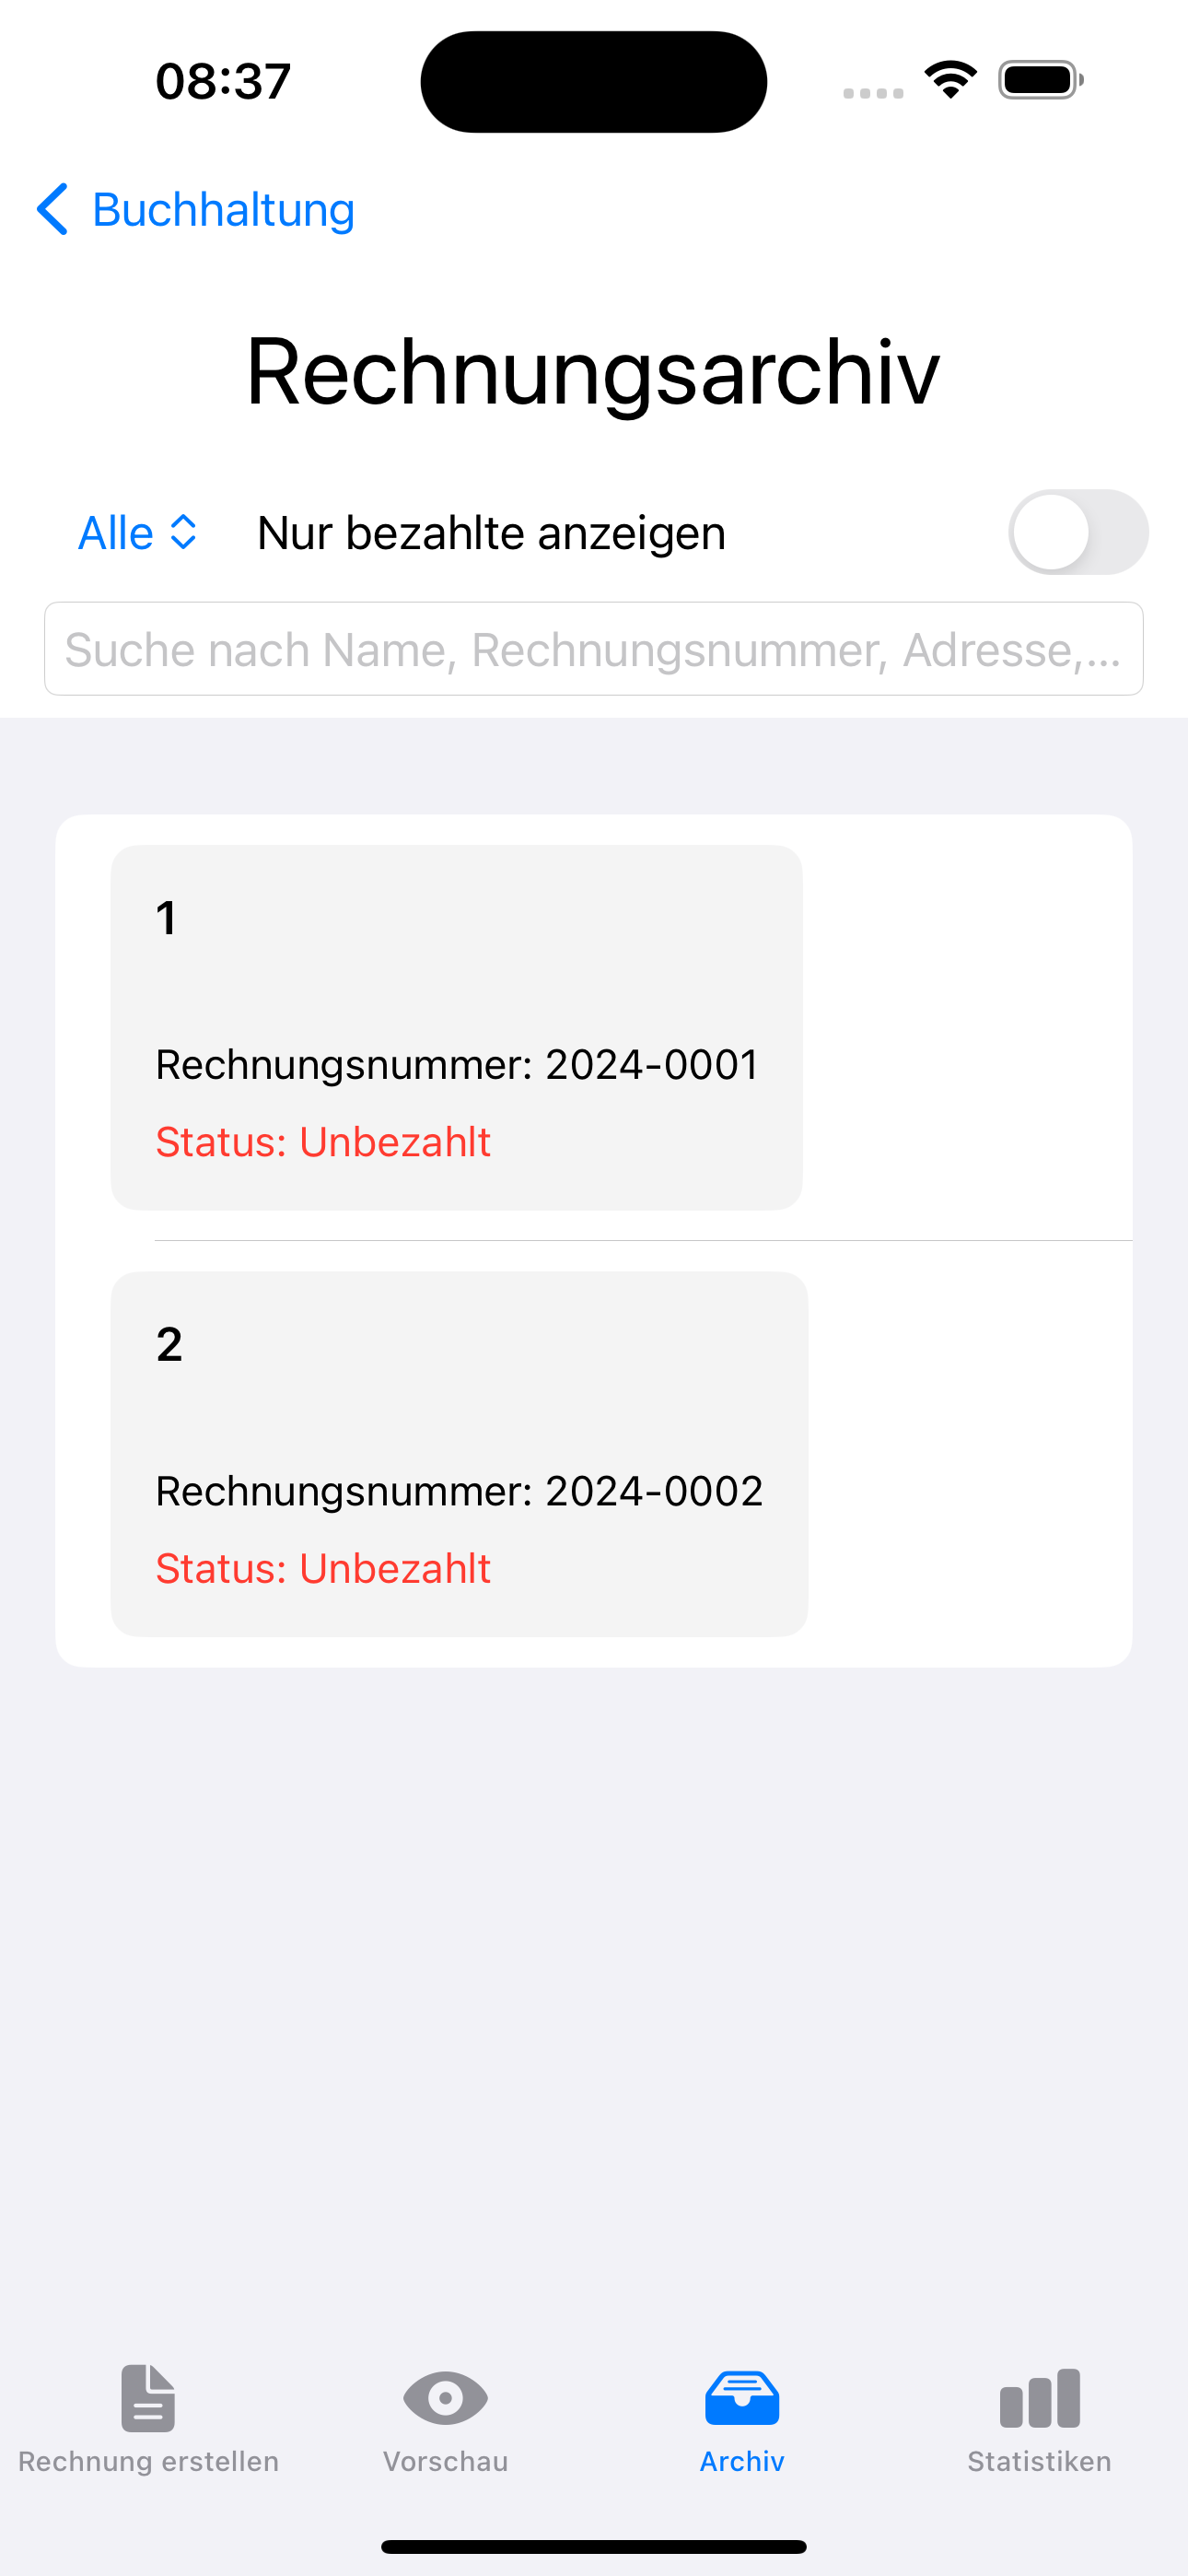 08:37
Buchhaltung
Rechnungsarchiv
Alle Nur bezahlte anzeigen
Suche nach Name, Rechnungsnummer, Adresse,...
1
Rechnungsnummer: 2024-0001
Status: Unbezahlt
2
Rechnungsnummer: 2024-0002
Status: Unbezahlt
Rechnung erstellen Vorschau Archiv Statistiken